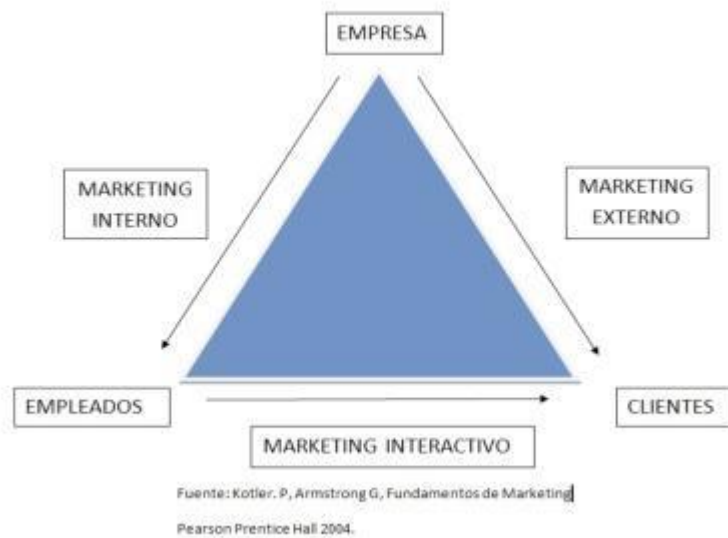 EMPRESA
MARKETING
INTERNO
MARKETING
EXTERNO
EMPLEADOS
CLIENTES
MARKETING INTERACTIVO
Fuente: Kotler. P, Armstrong G, Fundamentos de Marketing
Pearson Prentice Hall 2004.